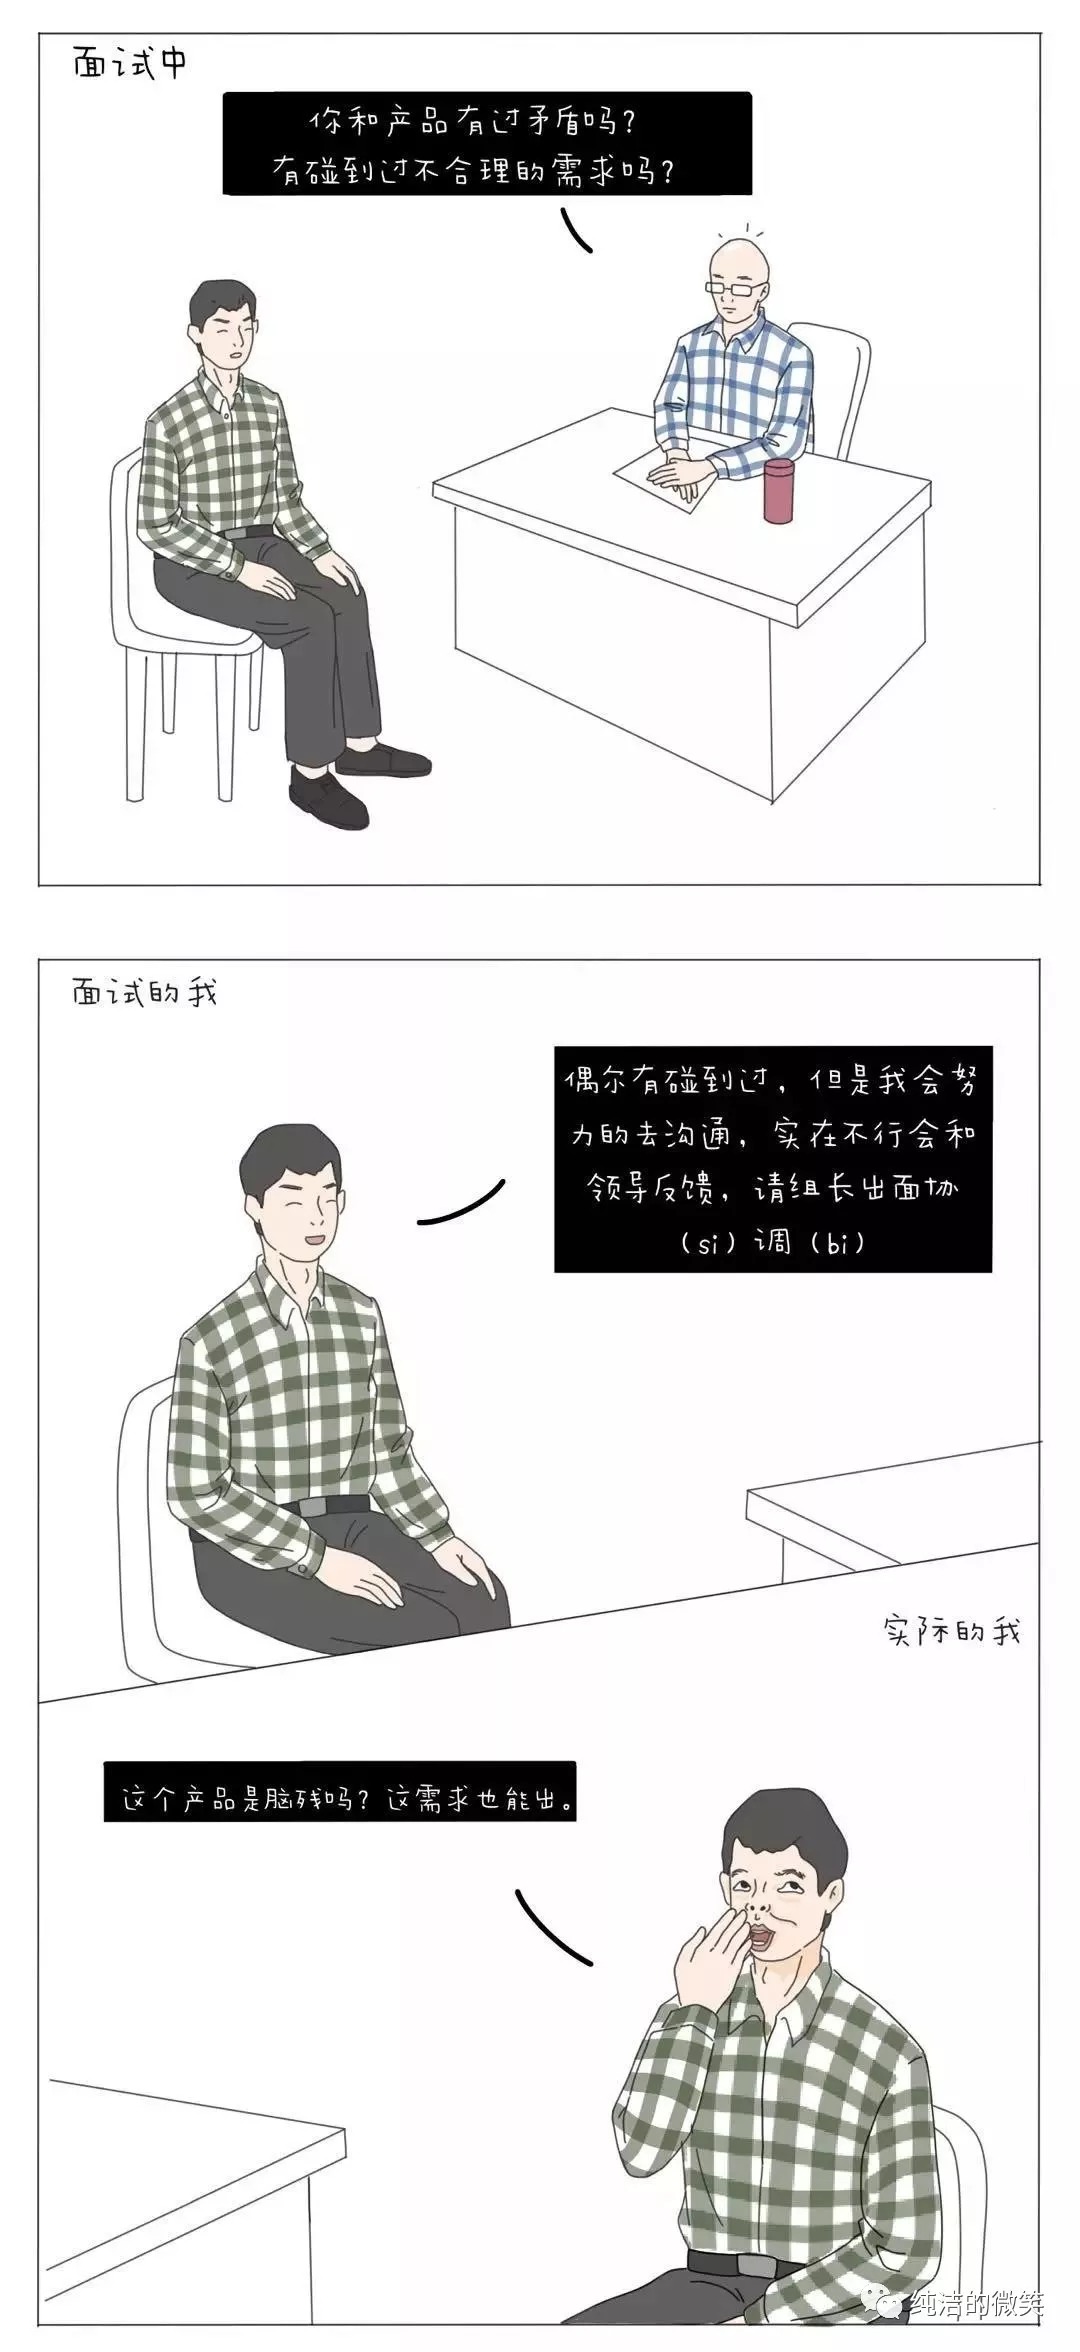 面试中
你和产品有过矛盾吗？
有碰到过不合理的需求吗？
面试的我
偶尔有碰到过，但是我会努
力的去沟通，实在不行会和
领导反馈，请组长出面协
（si）调（bi）
实际的我
这个产品是脑残吗？这需求也能出。
纯洁的微笑